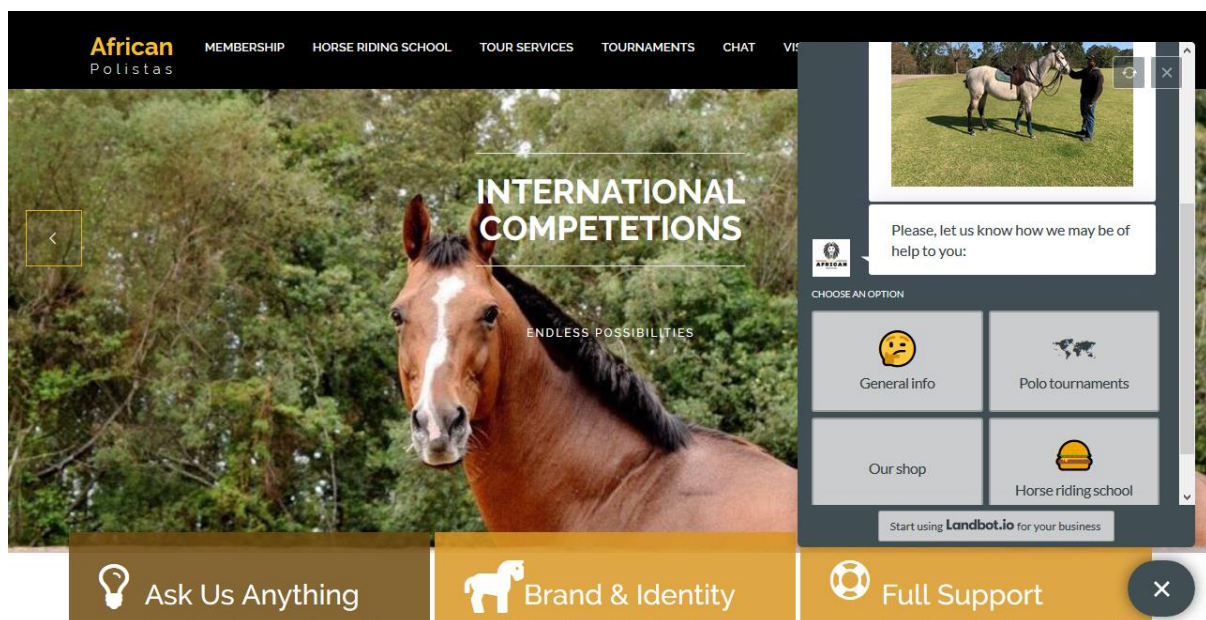 African
Polistas
MEMBERSHIP
HORSE RIDING SCHOOL
TOUR SERVICES
TOURNAMENTS
CHAT
VIS
INTERNATIONAL
COMPETETIONS
ENDLESS POSSIBILITIES
Please, let us know how we may be of
help to you:
AFRICAN
CHOOSE AN OPTION
General info
Polo tournaments
Our shop
Horse riding school
Start using Landbot.io for your business
Ask Us Anything
Brand & Identity
Full Support